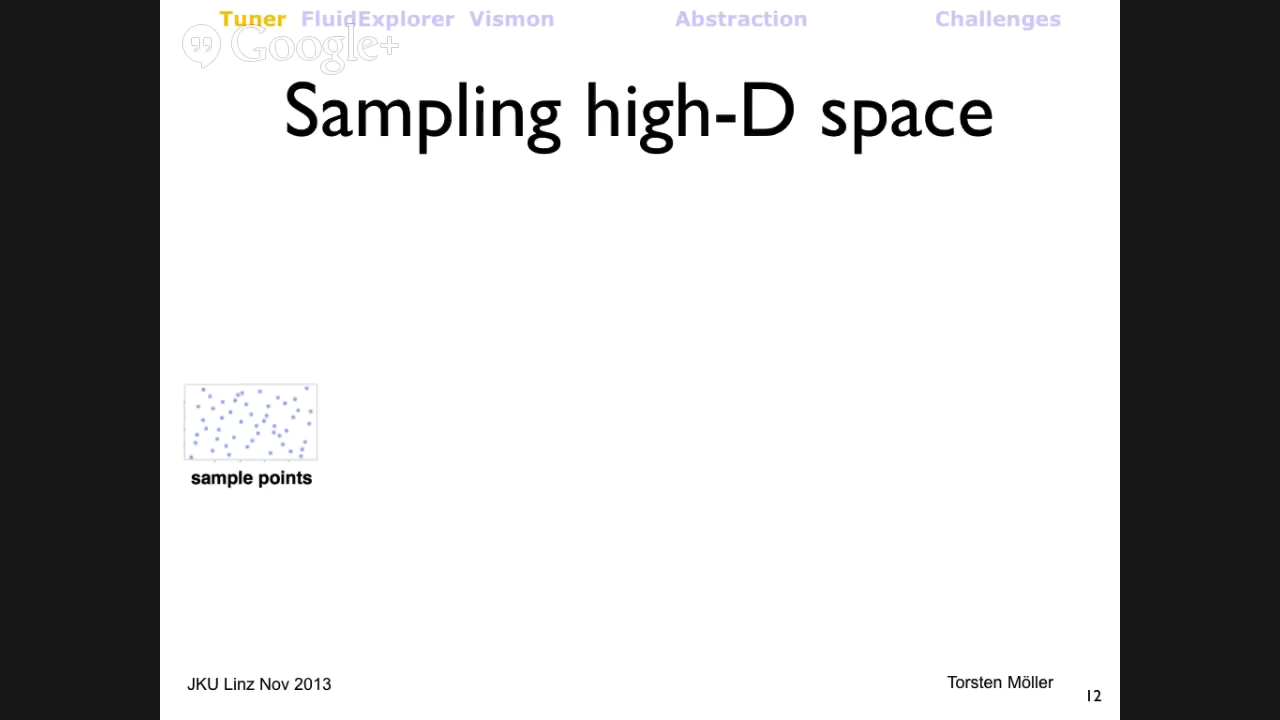 Tuner FluidExplorer Vismon Abstraction Challenges
Google+
Sampling high-D space
sample points
JKU Linz Nov 2013
Torsten Möller
12